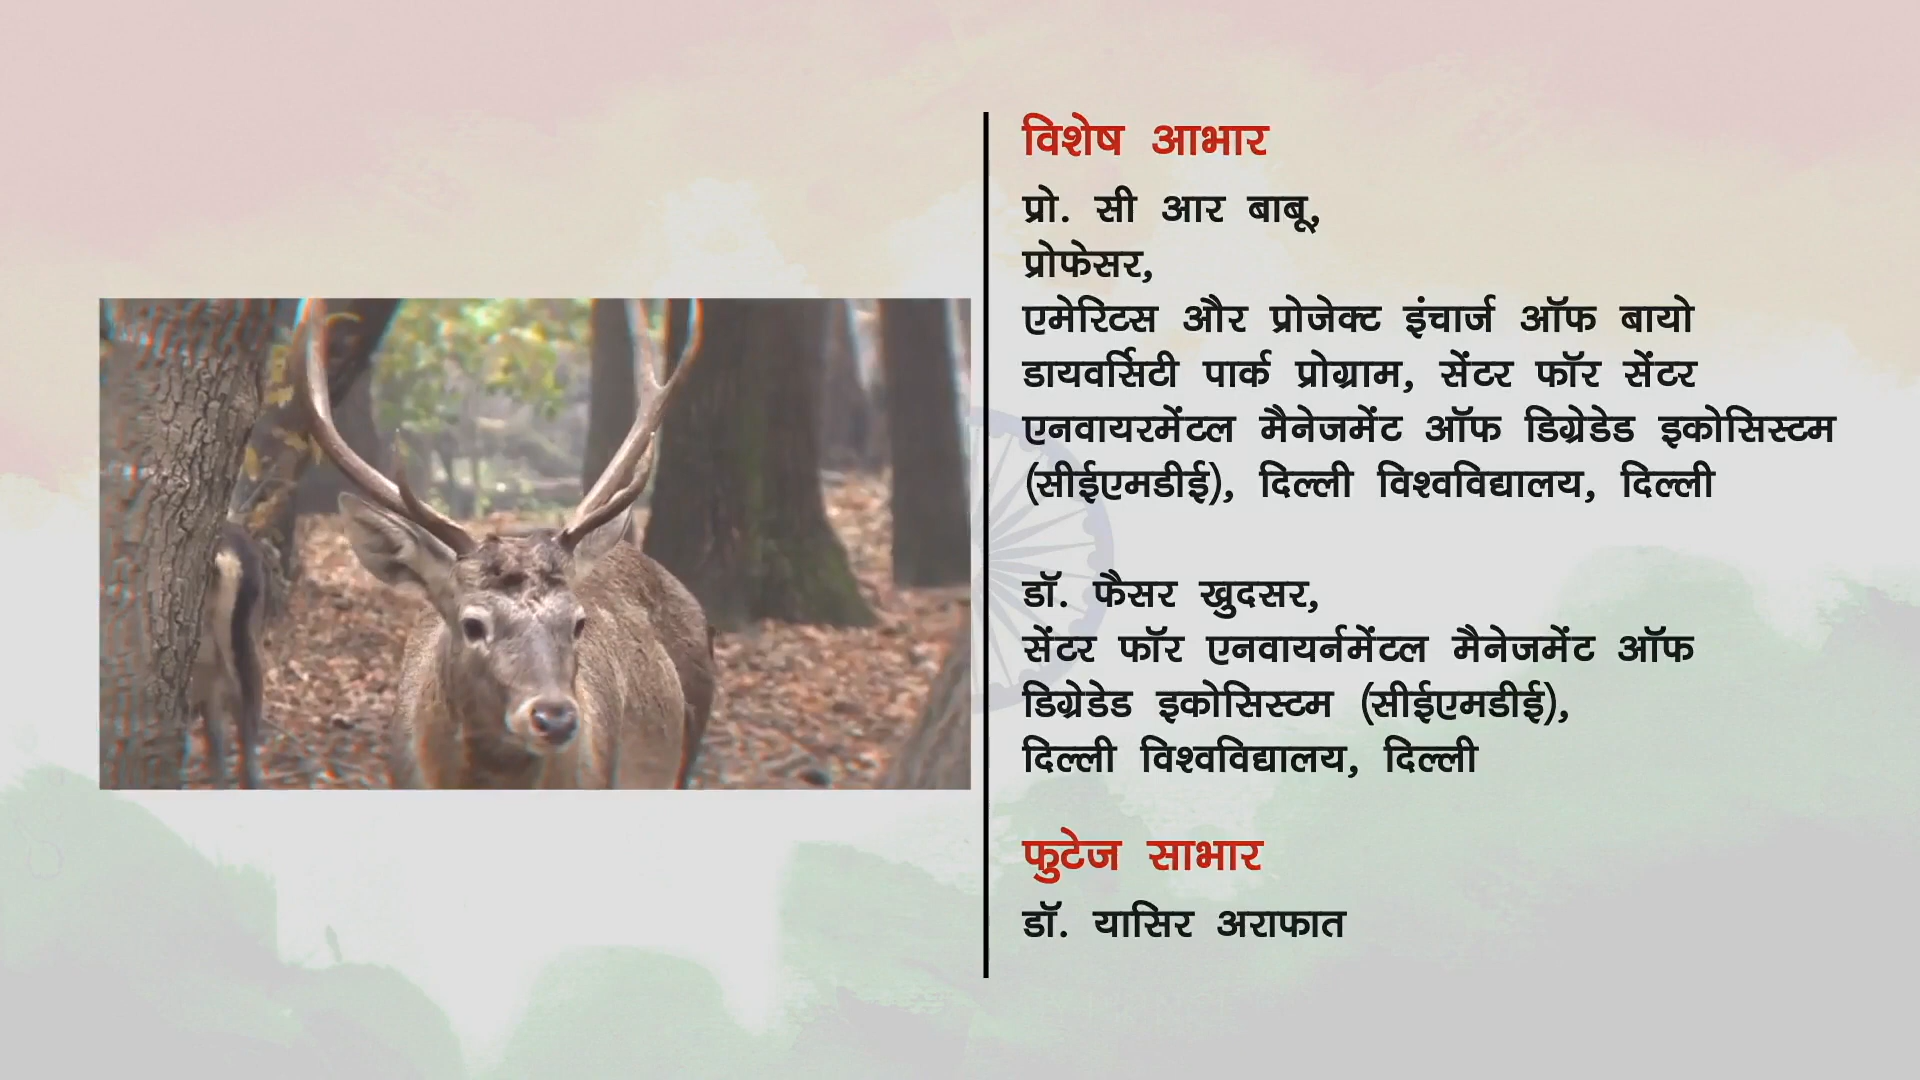 विशेष आभार
प्रो. सी आर बाबू,
प्रोफेसर,
एमेरिटस और प्रोजेक्ट इंचार्ज ऑफ बायो
डायवर्सिटी पार्क प्रोग्राम, सेंटर फॉर सेंटर
एनवायरमेंटल मैनेजमेंट ऑफ डिग्रेडेड इकोसिस्टम
(सीईएमडीई), दिल्ली विश्वविद्यालय, दिल्ली
डॉ. फैसर खुदसर,
सेंटर फॉर एनवायर्नमेंटल मैनेजमेंट ऑफ
डिग्रेडेड इकोसिस्टम (सीईएमडीई),
दिल्ली विश्वविद्यालय, दिल्ली
फुटेज साभार
डॉ. यासिर अराफात